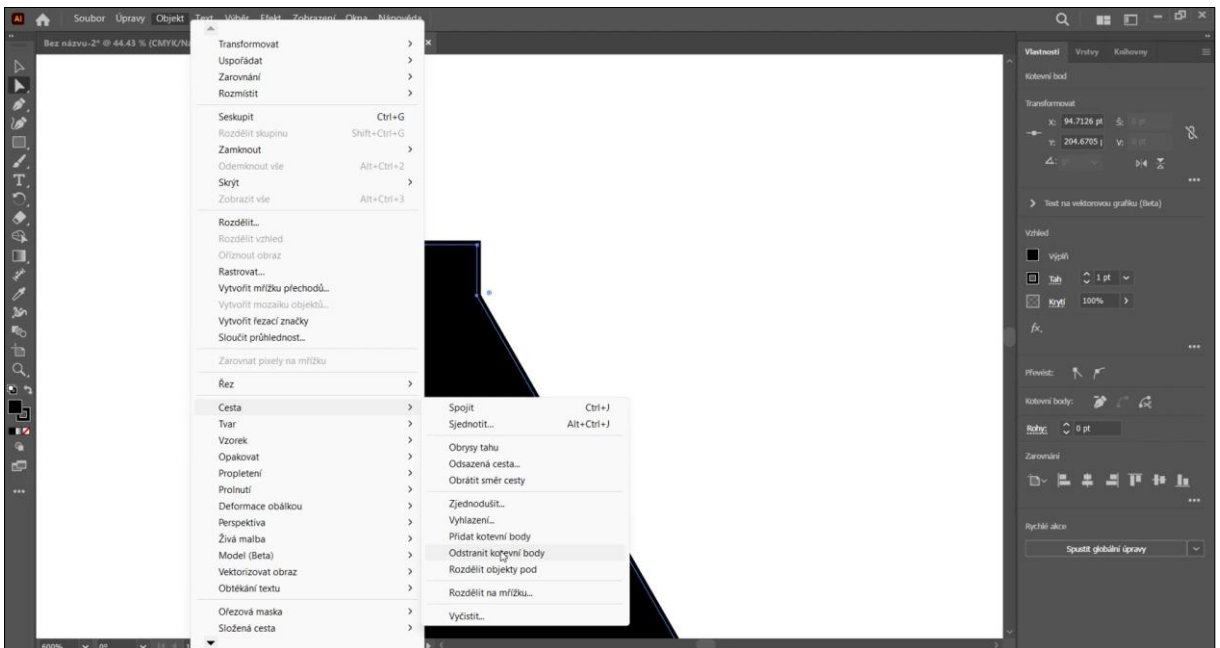 Ai
Soubor Úpravy Objekt Text Výběr Efekt Zobrazení Okna Nápověda
Bez názvu-2* @ 44.43 % (CMYK/Ná
Transformovat
Uspořádat
Zarovnání
Rozmístit
Seskupit Ctrl+G
Rozdělit skupinu Shift+Ctrl+G
Zamknout
Odemknout vše Alt+Ctrl+2
Skrýt
Zobrazit vše Alt+Ctrl+3
Rozdělit...
Rozdělit vzhled
Oříznout obraz
Rastrovat...
Vytvořit mřížku přechodů...
Vytvořit mozaiku objektů...
Vytvořit řezací značky
Sloučit průhlednost...
Zarovnat pixely na mřížku
Řez
Cesta
Tvar
Vzorek
Opakovat
Propletení
Prolnutí
Deformace obálkou
Perspektiva
Živá malba
Model (Beta)
Vektorizovat obraz
Obtékání textu
Ořezová maska
Složená cesta
Spojit Ctrl+J
Sjednotit... Alt+Ctrl+J
Obrysy tahu
Odsazená cesta...
Obrátit směr cesty
Zjednodušit...
Vyhlazení...
Přidat kotevní body
Odstranit kotevní body
Rozdělit objekty pod
Rozdělit na mřížku...
Vyčistit...
Vlastnosti Vrstvy Knihovny
Kotevní bod
Transformovat
X: 94.7126 pt Š: 0 pt
Y: 204.6705 V: 0 pt
Text na vektorovou grafiku (Beta)
Vzhled
Výplň
Tah 1 pt
Krytí 100%
fx.
Převést:
Kotevní body:
Rohy: 0 pt
Zarovnání
Rychlé akce
Spustit globální úpravy
600% 0°